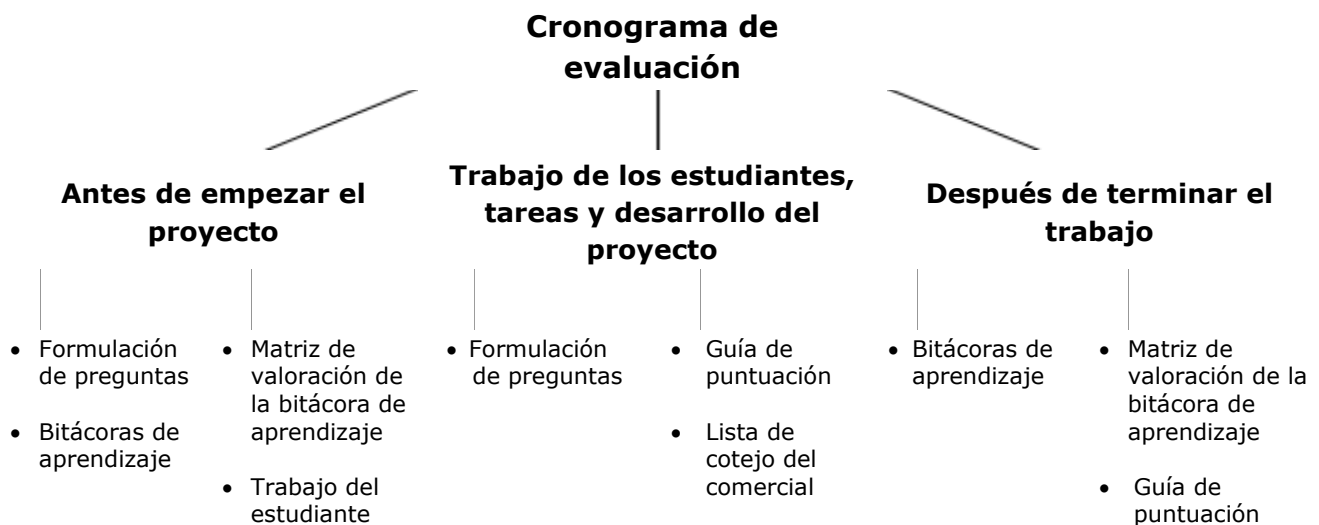 Cronograma de
evaluación
Antes de empezar el
proyecto
Trabajo de los estudiantes,
tareas y desarrollo del
proyecto
Después de terminar el
trabajo
• Formulación
de preguntas
• Bitácoras de
aprendizaje
• Matriz de
valoración de
la bitácora de
aprendizaje
• Trabajo del
estudiante
• Formulación
de preguntas
• Guía de
puntuación
• Lista de
cotejo del
comercial
• Bitácoras de
aprendizaje
• Matriz de
valoración de la
bitácora de
aprendizaje
• Guía de
puntuación